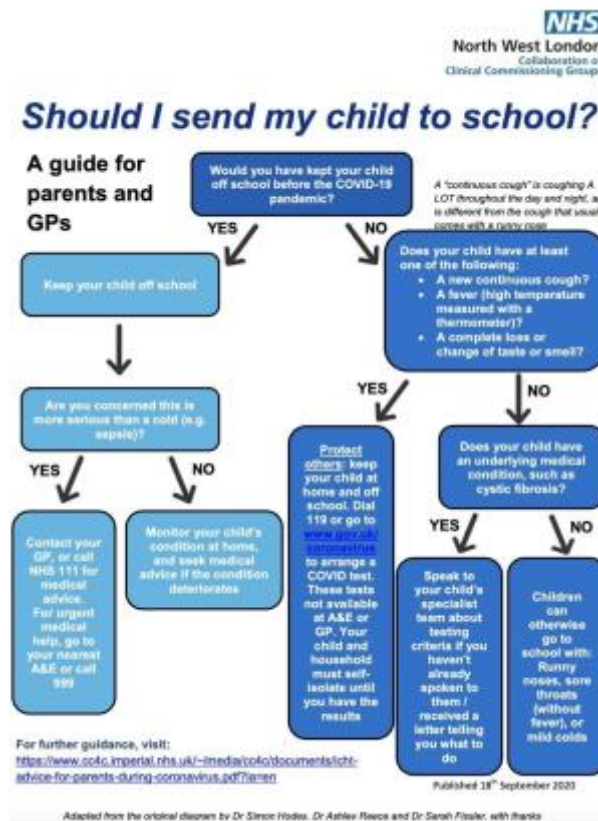 NHS
North West London
Collaboration o
Clinical Commissioning Group
Should I send my child to school?
A guide for
parents and
GPs
Would you have kept your child
off school before the COVID-19
pandemic?
A "continuous cough" is coughing A
LOT throughout the day and night, a
is different from the cough that usual
comes with a runny nose
YES
NO
Keep your child off school
Does your child have at least
one of the following:
• A new continuous cough?
• A fever (high temperature
measured with a
thermometer)?
• A complete loss or
change of taste or smell?
Are you concerned this is
more serious than a cold (e.g.
sepsis)?
YES
NO
YES
NO
Contact your
GP, or call
NHS 111 for
medical
advice.
For urgent
medical
help, go to
your nearest
A&E or call
999
Monitor your child's
condition at home,
and seek medical
advice if the condition
deteriorates
Protect
others: keep
your child at
home and off
school. Dial
119 or go to
www.gov.uk/
coronavirus
to arrange a
COVID test.
These tests
not available
at A&E or
GP. Your
child and
household
must self-
isolate until
you have the
results
Does your child have
an underlying medical
condition, such as
cystic fibrosis?
YES
NO
Speak to
your child's
specialist
team about
testing
criteria if you
haven't
already
spoken to
them /
received a
letter telling
you what to
do
Children
can
otherwise
go to
school with:
Runny
noses, sore
throats
(without
fever), or
mild colds
For further guidance, visit:
https://www.cc4c.imperial.nhs.uk/~/media/cc4c/documents/icht-
advice-for-parents-during-coronavirus.pdf?la=en
Published 18th September 2020
Adapted from the original diagram by Dr Simon Hodes, Dr Ashley Reece and Dr Sarah Fissler, with thanks